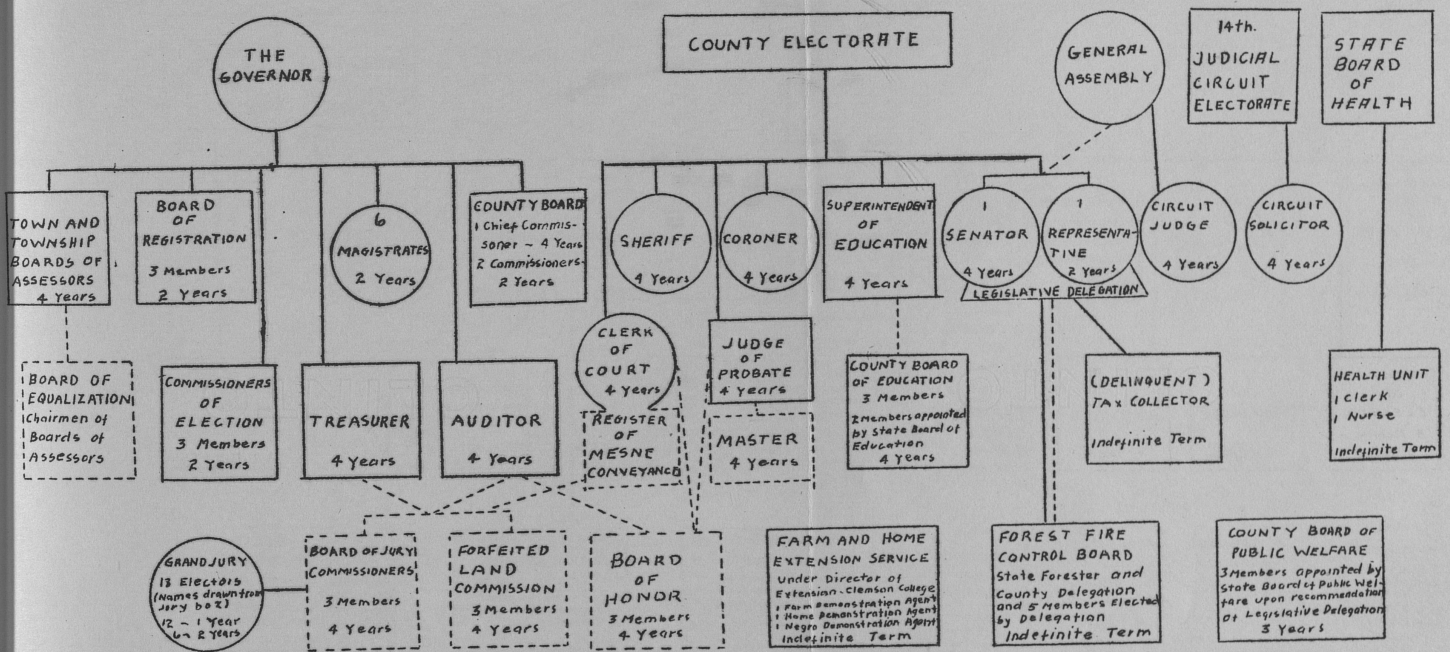 THE
GOVERNOR
COUNTY ELECTORATE
GENERAL
ASSEMBLY
14th.
JUDICIAL
CIRCUIT
ELECTORATE
STATE
BOARD
OF
HEALTH
TOWN AND
TOWNSHIP
BOARDS OF
ASSESSORS
4 Years
BOARD
OF
REGISTRATION
3 Members
2 Years
6
MAGISTRATES
2 Years
COUNTY BOARD
1 Chief Commis-
soner - 4 Years
2 Commissioners-
2 Years
SHERIFF
4 Years
CORONER
4 Years
SUPERINTENDENT
OF
EDUCATION
4 Years
1
SENATOR
4 Years
1
REPRESENTA-
TIVE
2 Years
LEGISLATIVE DELEGATION
CIRCUIT
JUDGE
4 Years
CIRCUIT
SOLICITOR
4 Years
BOARD OF
EQUALIZATION
Chairmen of
Boards of
Assessors
COMMISSIONERS
OF
ELECTION
3 Members
2 Years
TREASURER
4 Years
AUDITOR
4 Years
CLERK
OF
COURT
4 Years
REGISTER
OF
MESNE
CONVEYANCE
JUDGE
OF
PROBATE
4 Years
MASTER
4 Years
COUNTY BOARD
OF EDUCATION
3 Members
2 Members appointed
by State Board of
Education
4 Years
(DELINQUENT)
TAX COLLECTOR
Indefinite Term
HEALTH UNIT
1 Clerk
1 Nurse
Indefinite Term
GRAND JURY
18 Electors
(Names drawn from
Jury box)
12 - 1 Year
6 - 2 Years
BOARD OF JURY
COMMISSIONERS
3 Members
4 Years
FORFEITED
LAND
COMMISSION
3 Members
4 Years
BOARD
OF
HONOR
3 Members
4 Years
FARM AND HOME
EXTENSION SERVICE
Under Director of
Extension-Clemson College
1 Farm Demonstration Agent
1 Home Demonstration Agent
1 Negro Demonstration Agent
Indefinite Term
FOREST FIRE
CONTROL BOARD
State Forester and
County Delegation
and 5 Members Elected
by Delegation
Indefinite Term
COUNTY BOARD OF
PUBLIC WELFARE
3 Members appointed by
State Board of Public Wel-
fare upon recommendation
of Legislative Delegation
3 Years